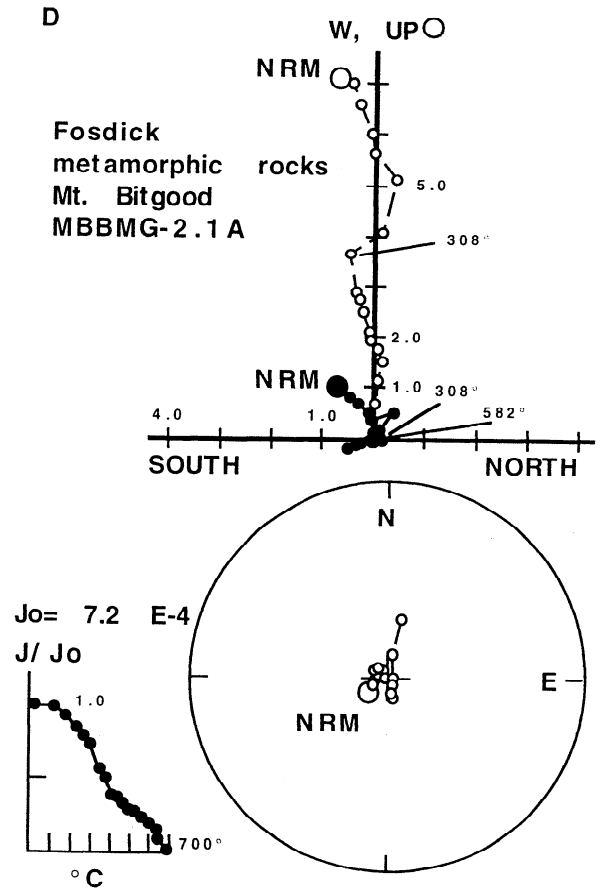 D
W, UP
NRM
Fosdick
metamorphic rocks
Mt. Bitgood
MBBMG-2.1A
5.0
308°
2.0
NRM
1.0
308°
4.0
1.0
582°
SOUTH
NORTH
N
Jo= 7.2 E-4
J/Jo
1.0
E
NRM
700°
°C